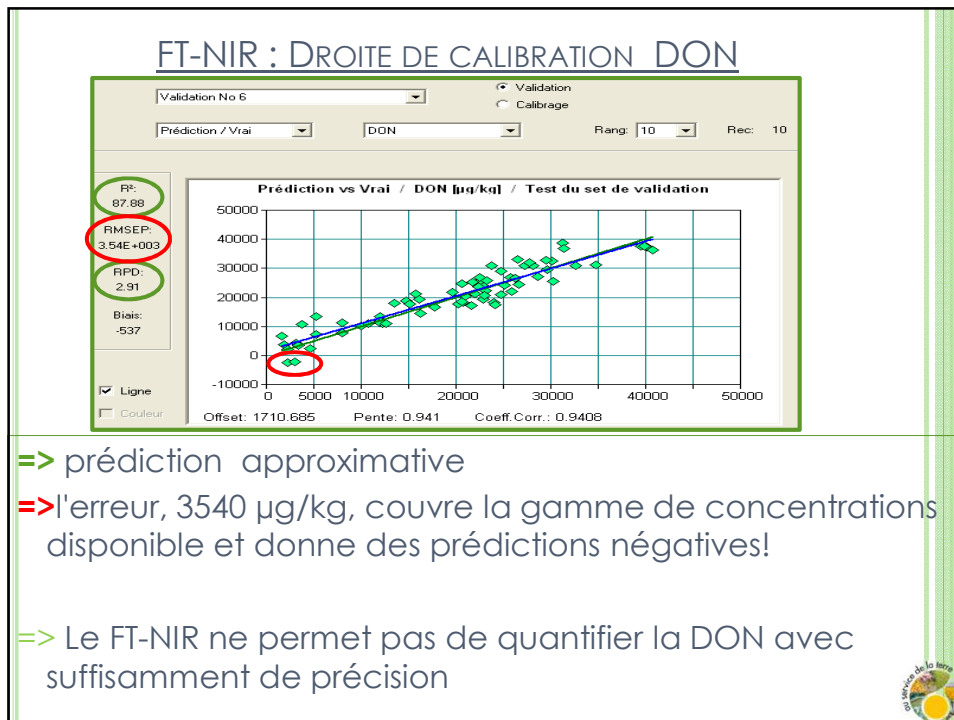 FT-NIR : DROITE DE CALIBRATION DON
Validation No 6
Validation
Calibrage
Prédiction / Vrai
DON
Rang: 10
Rec: 10
R²:
87.88
RMSEP:
3.54E+003
RPD:
2.91
Biais:
-537
Ligne
Couleur
Prédiction vs Vrai / DON [µg/kg] / Test du set de validation
50000
40000
30000
20000
10000
0
-10000
0 5000 10000 20000 30000 40000 50000
Offset: 1710.685 Pente: 0.941 Coeff.Corr.: 0.9408
=> prédiction approximative
=>l'erreur, 3540 µg/kg, couvre la gamme de concentrations
disponible et donne des prédictions négatives!
=> Le FT-NIR ne permet pas de quantifier la DON avec
suffisamment de précision
au service de la terre